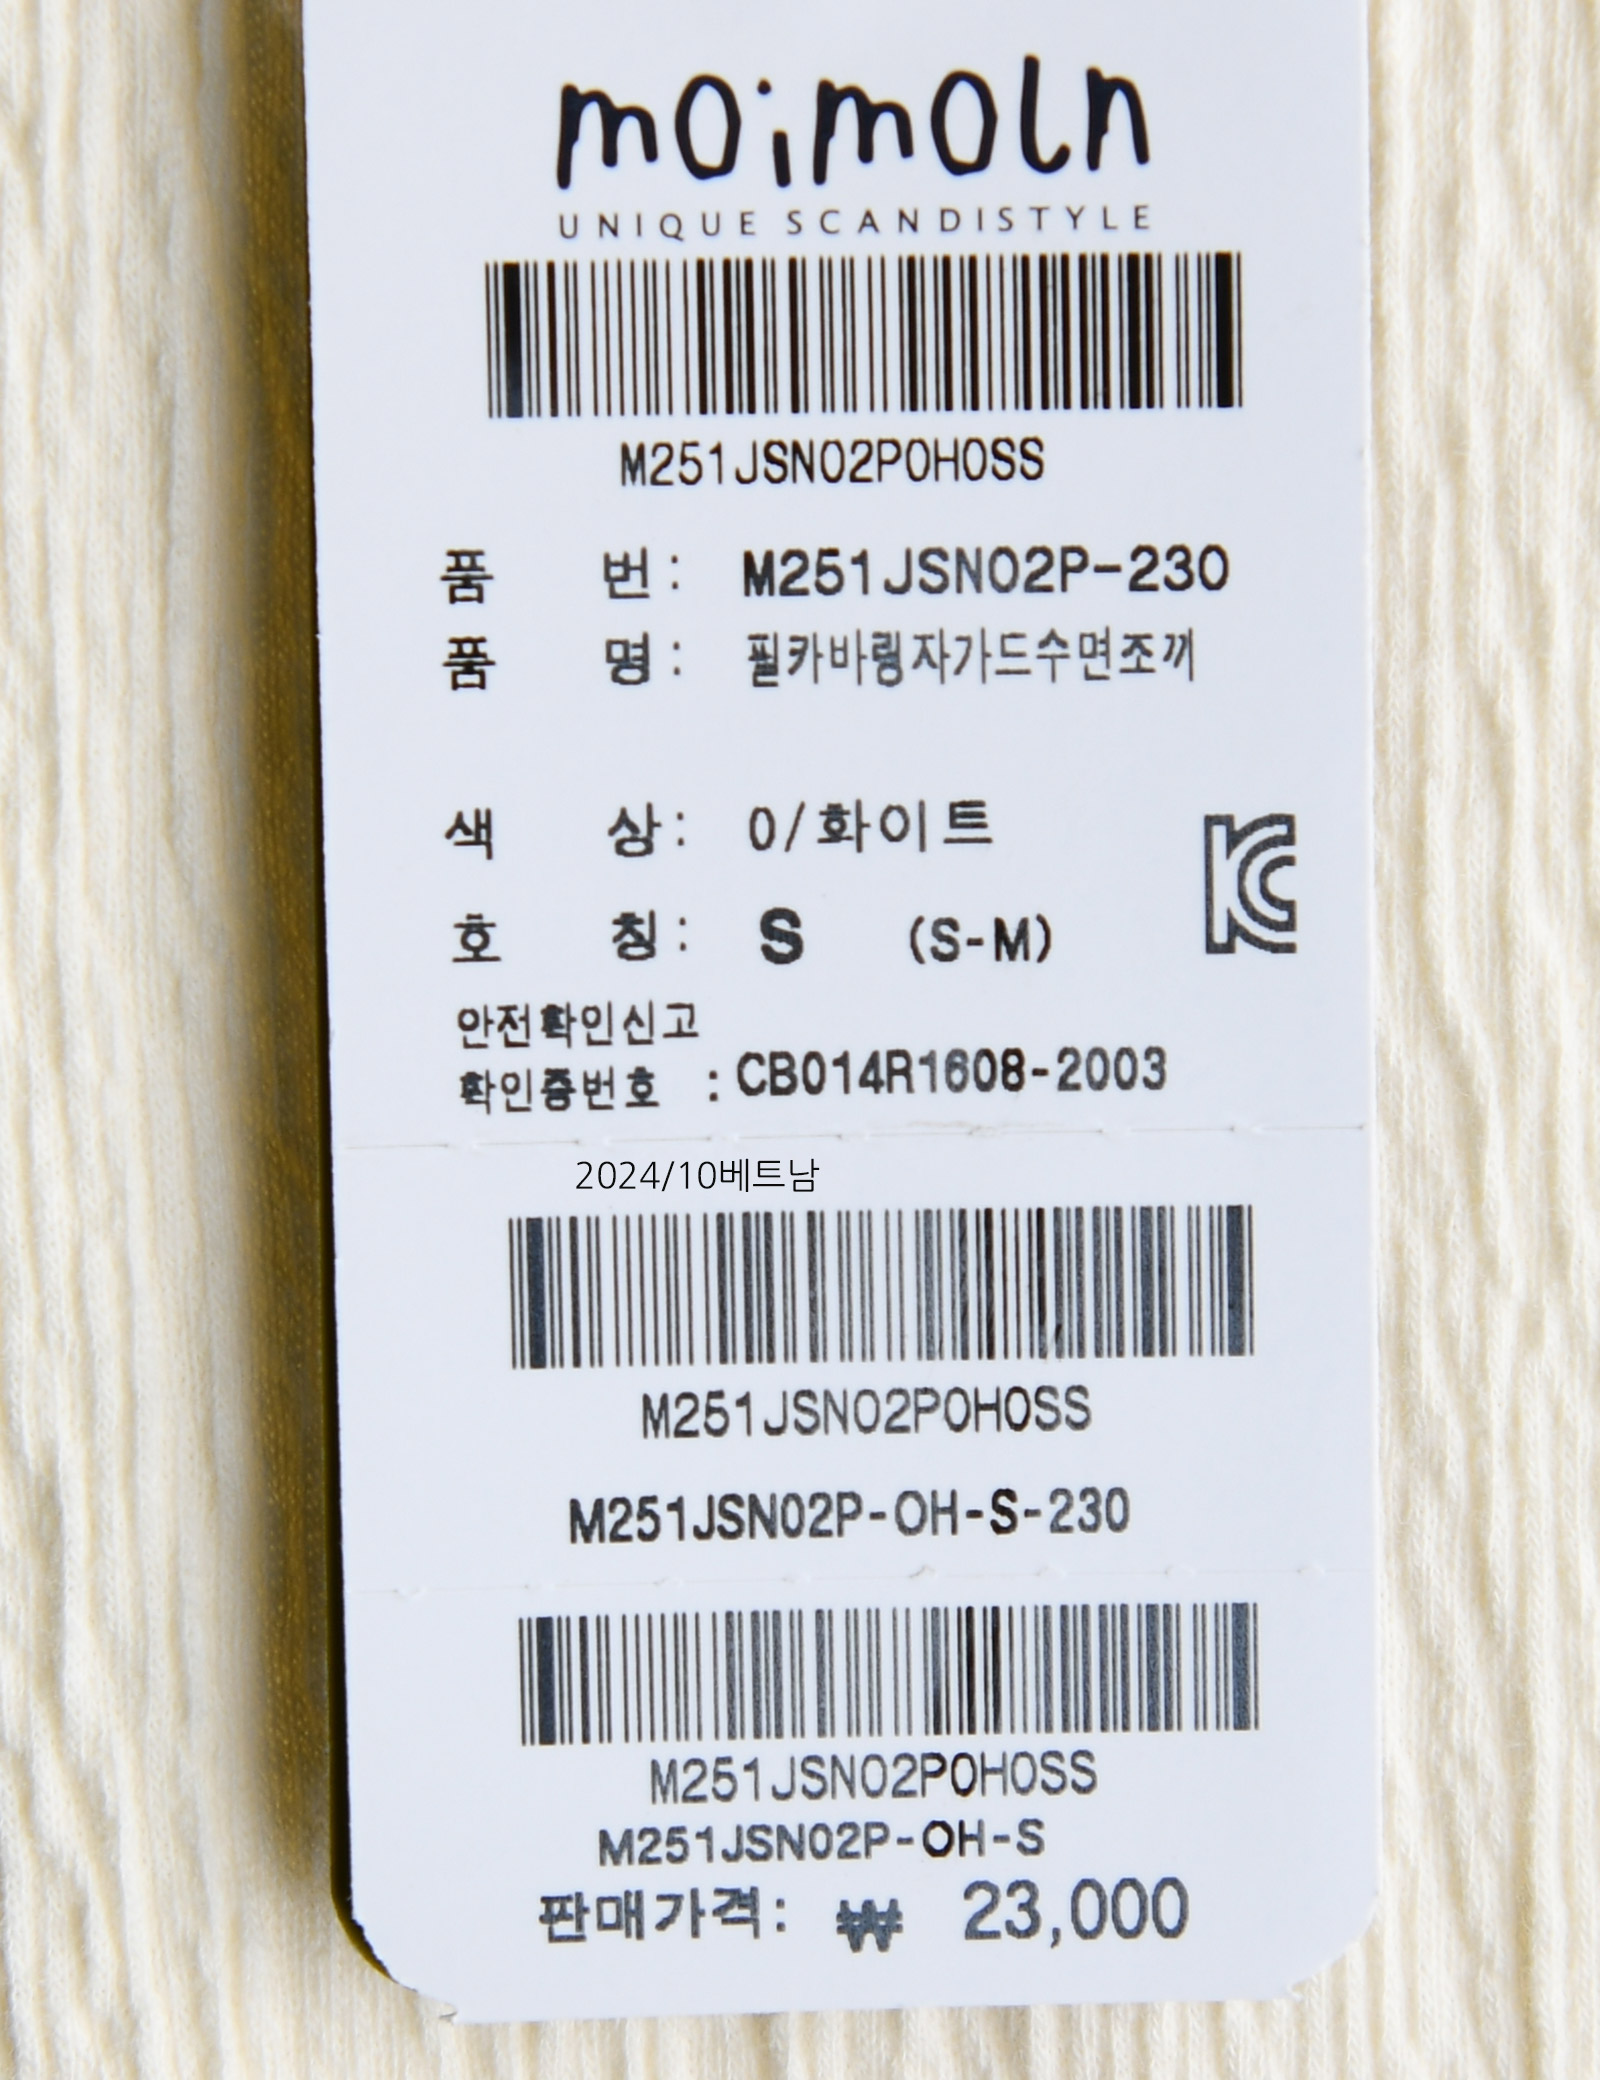 moimoln
UNIQUE SCANDISTYLE
M251JSN02P0H0SS
품 번 : M251JSN02P-230
품 명 : 필카바링자가드수면조끼
색 상 : 0/화이트
호 칭 : S (S-M)
안전확인신고
확인증번호 : CB014R1608-2003
2024/10베트남
M251JSN02P0H0SS
M251JSN02P-OH-S-230
M251JSN02P0H0SS
M251JSN02P-OH-S
판매가격: ₩ 23,000